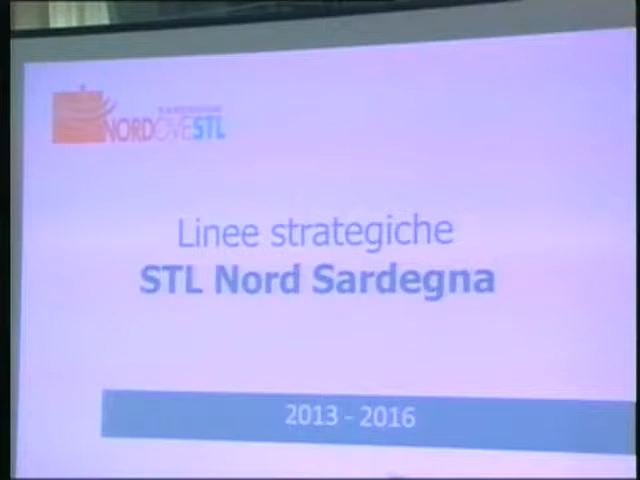 NORDOVESTL
Linee strategiche
STL Nord Sardegna
2013 - 2016